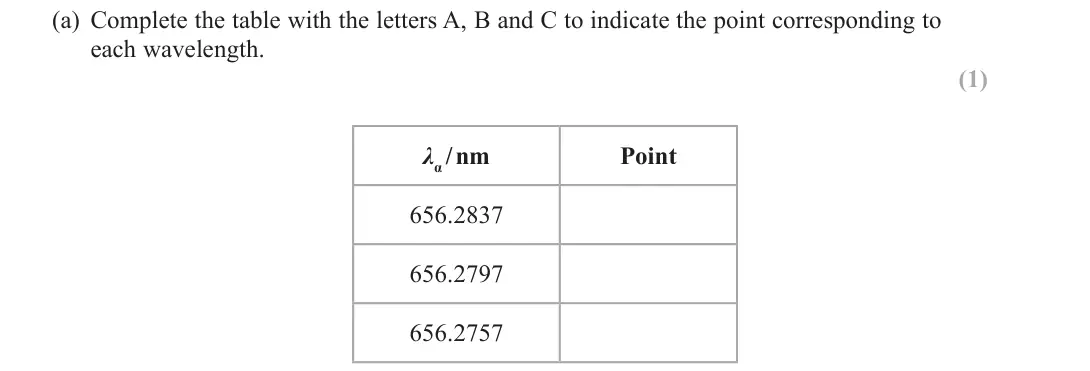 (a) Complete the table with the letters A, B and C to indicate the point corresponding to
each wavelength.
(1)
λα/nm Point
656.2837
656.2797
656.2757